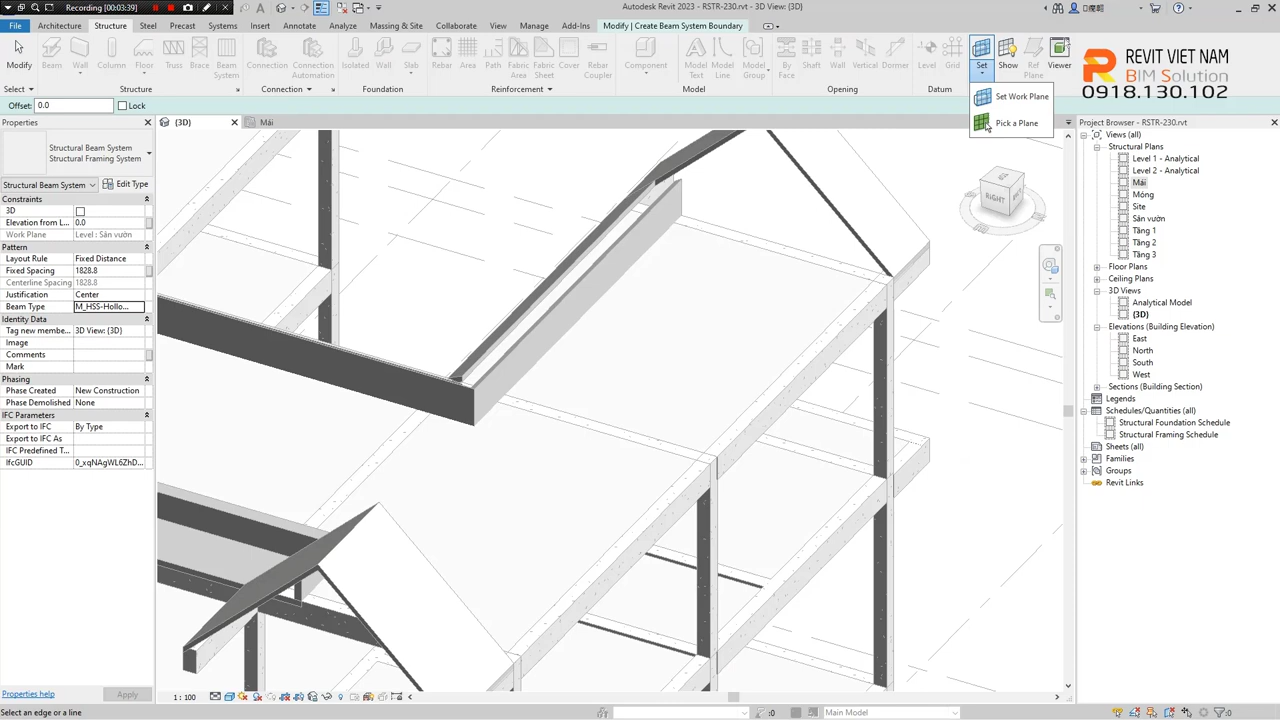 Recording [00:03:39]
Autodesk Revit 2023 - RSTR-230.rvt - 3D View: {3D}
File Architecture Structure Steel Precast Systems Insert Annotate Analyze Massing & Site Collaborate View Manage Add-Ins Modify | Create Beam System Boundary
Modify Beam Wall Column Floor Truss Brace Beam System Connection Connection Automation Isolated Wall Slab Rebar Area Path Fabric Area Fabric Sheet Cover Rebar Coupler Component Model Text Model Line Model Group By Face Shaft Wall Vertical Dormer Level Grid Set Show Ref Plane Viewer
Select Structure Connection Foundation Reinforcement Model Opening Datum
REVIT VIET NAM
BIM Solution
0918.130.102
Set Work Plane
Pick a Plane
Offset: 0.0 Lock
Properties
{3D} Mái
Structural Beam System
Structural Framing System
Structural Beam System Edit Type
Constraints
3D
Elevation from L... 0.0
Work Plane Level : Sân vườn
Pattern
Layout Rule Fixed Distance
Fixed Spacing 1828.8
Centerline Spacing 1828.8
Justification Center
Beam Type M_HSS-Hollo...
Identity Data
Tag new membe... 3D View: {3D}
Image
Comments
Mark
Phasing
Phase Created New Construction
Phase Demolished None
IFC Parameters
Export to IFC By Type
Export to IFC As
IFC Predefined T...
IfcGUID 0_xqNAgWL6ZhD...
Properties help Apply
RIGHT
Project Browser - RSTR-230.rvt
Views (all)
Structural Plans
Level 1 - Analytical
Level 2 - Analytical
Mái
Móng
Site
Sân vườn
Tầng 1
Tầng 2
Tầng 3
Floor Plans
Ceiling Plans
3D Views
Analytical Model
{3D}
Elevations (Building Elevation)
East
North
South
West
Sections (Building Section)
Legends
Schedules/Quantities (all)
Structural Foundation Schedule
Structural Framing Schedule
Sheets (all)
Families
Groups
Revit Links
1 : 100
Select an edge or a line
:0 Main Model :0